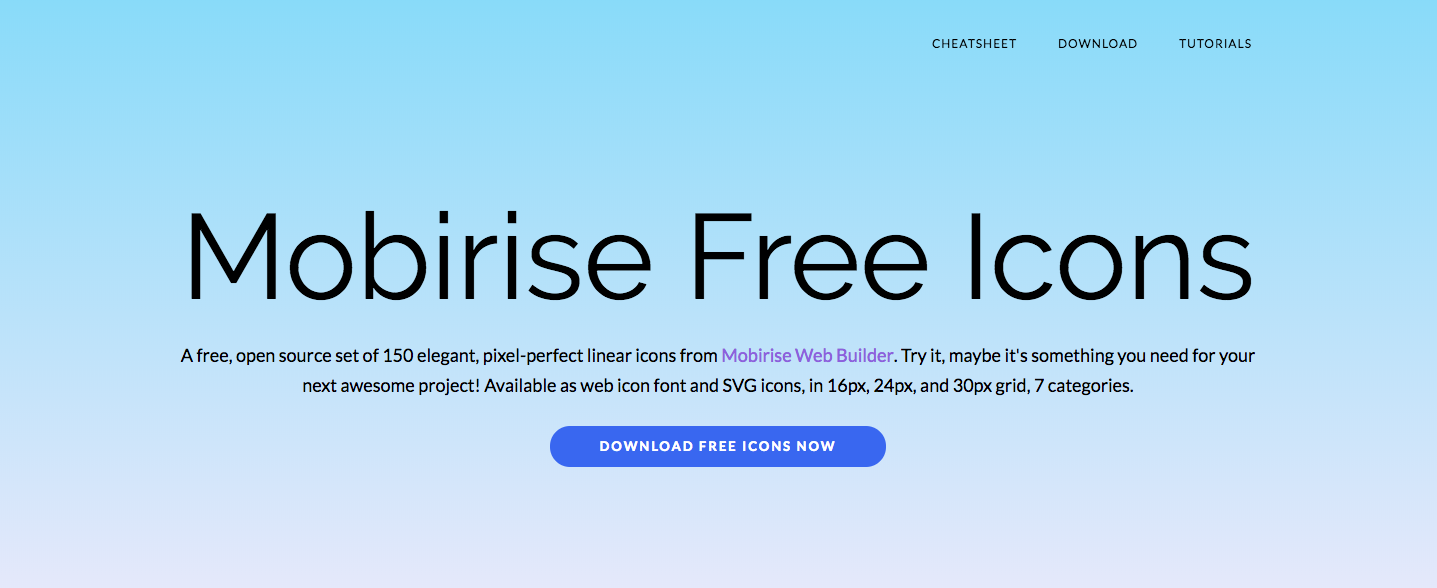 CHEATSHEET DOWNLOAD TUTORIALS
Mobirise Free Icons
A free, open source set of 150 elegant, pixel-perfect linear icons from Mobirise Web Builder. Try it, maybe it's something you need for your
next awesome project! Available as web icon font and SVG icons, in 16px, 24px, and 30px grid, 7 categories.
DOWNLOAD FREE ICONS NOW